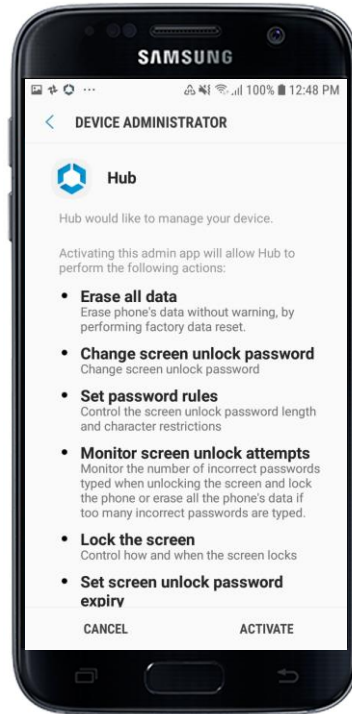 SAMSUNG
100% 12:48 PM
DEVICE ADMINISTRATOR
Hub
Hub would like to manage your device.
Activating this admin app will allow Hub to
perform the following actions:
• Erase all data
Erase phone's data without warning, by
performing factory data reset.
• Change screen unlock password
Change screen unlock password
• Set password rules
Control the screen unlock password length
and character restrictions
• Monitor screen unlock attempts
Monitor the number of incorrect passwords
typed when unlocking the screen and lock
the phone or erase all the phone's data if
too many incorrect passwords are typed.
• Lock the screen
Control how and when the screen locks
• Set screen unlock password
expiry
CANCEL ACTIVATE